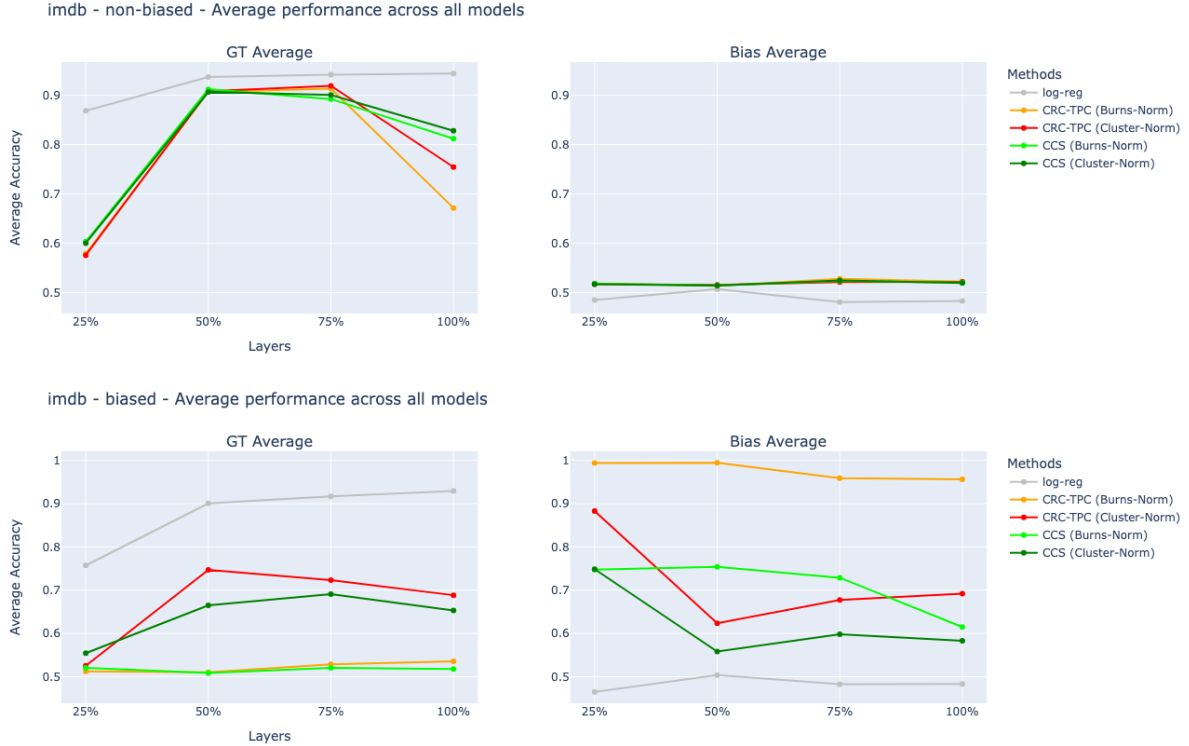 imdb - non-biased - Average performance across all models
GT Average
Bias Average
Average Accuracy
0.9
0.8
0.7
0.6
0.5
25%
50%
75%
100%
Layers
0.9
0.8
0.7
0.6
0.5
25%
50%
75%
100%
Methods
log-reg
CRC-TPC (Burns-Norm)
CRC-TPC (Cluster-Norm)
CCS (Burns-Norm)
CCS (Cluster-Norm)
imdb - biased - Average performance across all models
GT Average
Bias Average
Average Accuracy
1
0.9
0.8
0.7
0.6
0.5
25%
50%
75%
100%
Layers
1
0.9
0.8
0.7
0.6
0.5
25%
50%
75%
100%
Methods
log-reg
CRC-TPC (Burns-Norm)
CRC-TPC (Cluster-Norm)
CCS (Burns-Norm)
CCS (Cluster-Norm)